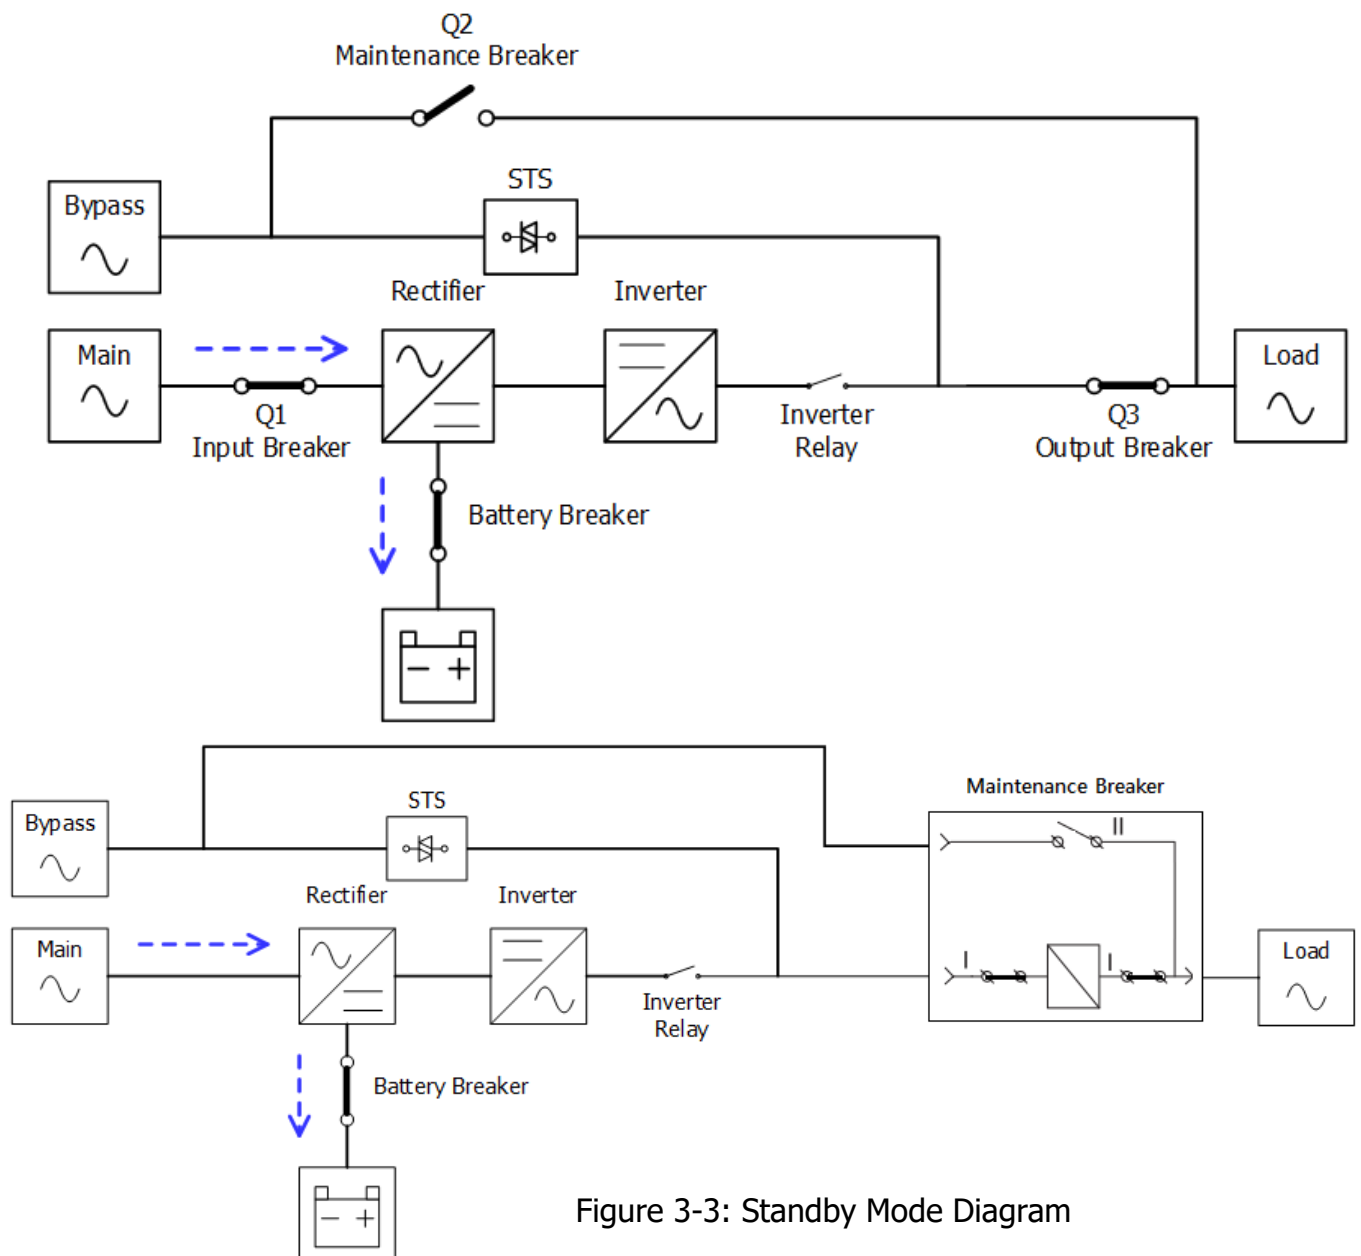 Q2
Maintenance Breaker
STS
Bypass
Rectifier
Inverter
Main
Load
Q1
Input Breaker
Inverter
Relay
Q3
Output Breaker
Battery Breaker
− +
Maintenance Breaker
STS
Bypass
II
Rectifier
Inverter
Main
I
I
Load
Inverter
Relay
Battery Breaker
− +
Figure 3-3: Standby Mode Diagram